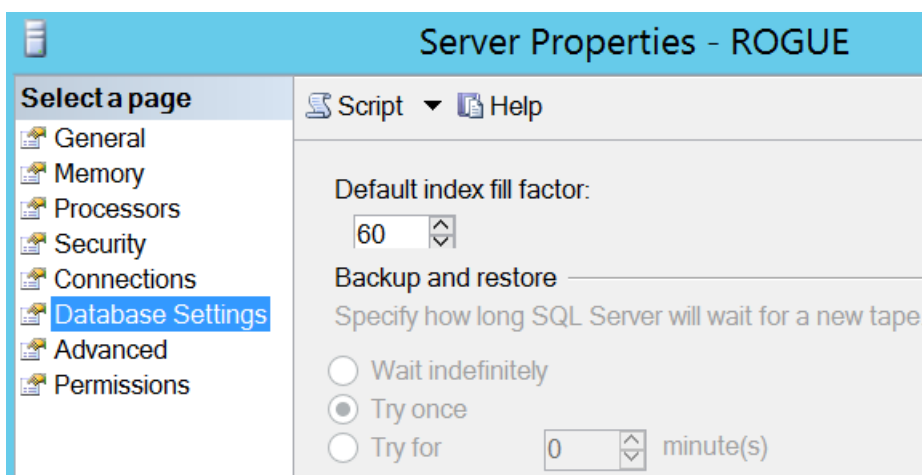 Server Properties - ROGUE
Select a page
General
Memory
Processors
Security
Connections
Database Settings
Advanced
Permissions
Script Help
Default index fill factor:
60
Backup and restore
Specify how long SQL Server will wait for a new tape
Wait indefinitely
Try once
Try for 0 minute(s)